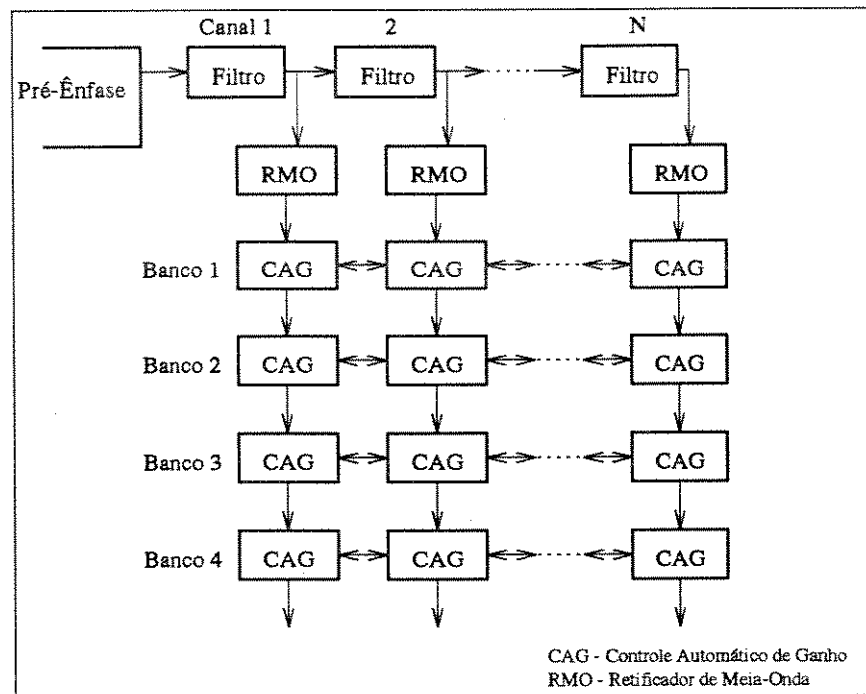 Canal 1 2 N
Pré-Ênfase Filtro Filtro Filtro
RMO RMO RMO
Banco 1 CAG CAG CAG
Banco 2 CAG CAG CAG
Banco 3 CAG CAG CAG
Banco 4 CAG CAG CAG
CAG - Controle Automático de Ganho
RMO - Retificador de Meia-Onda